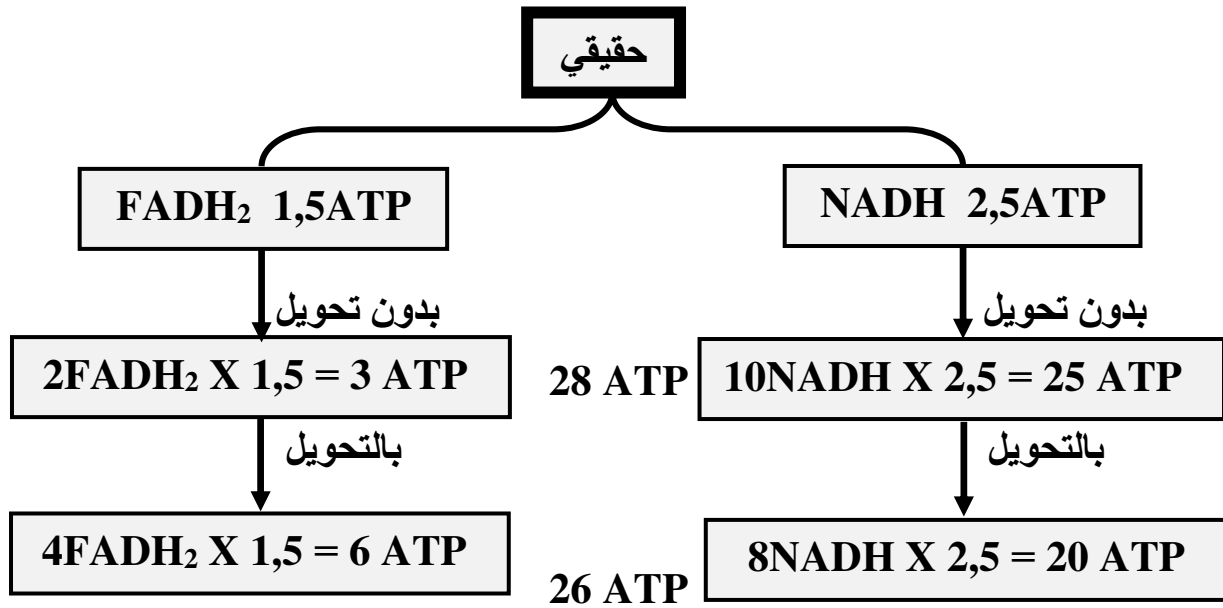 حقيقي
NADH 2,5ATP
FADH₂ 1,5ATP
بدون تحويل
بدون تحويل
10NADH X 2,5 = 25 ATP
28 ATP
2FADH₂ X 1,5 = 3 ATP
بالتحويل
بالتحويل
8NADH X 2,5 = 20 ATP
26 ATP
4FADH₂ X 1,5 = 6 ATP